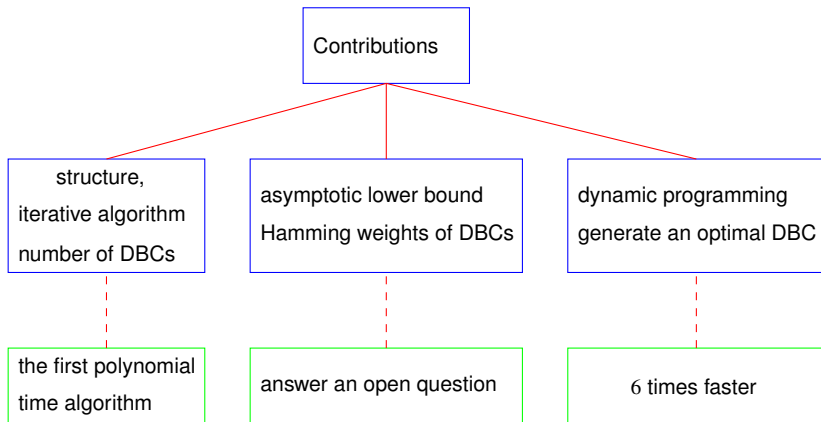 Contributions
structure,
iterative algorithm
number of DBCs
asymptotic lower bound
Hamming weights of DBCs
dynamic programming
generate an optimal DBC
the first polynomial
time algorithm
answer an open question
6 times faster